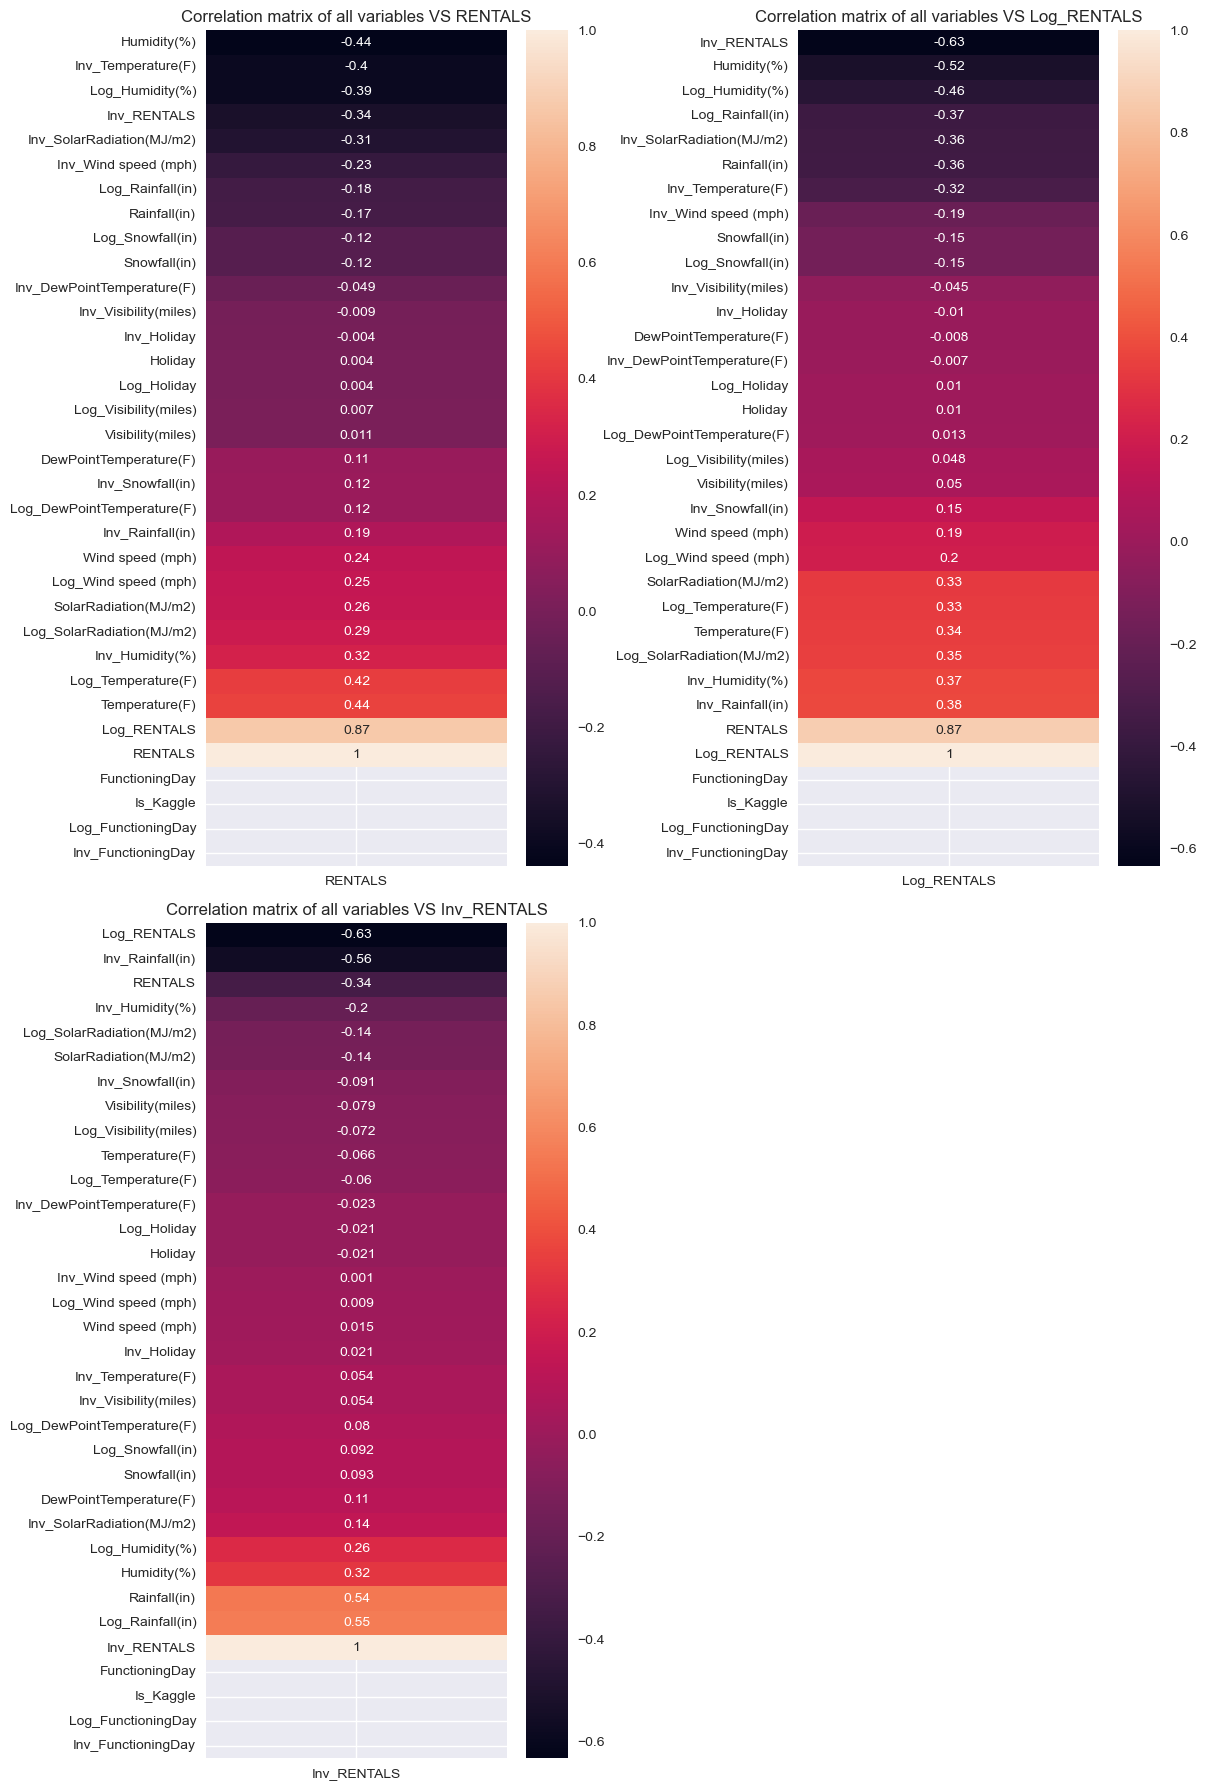 Correlation matrix of all variables VS RENTALS
Humidity(%) -0.44
Inv_Temperature(F) -0.4
Log_Humidity(%) -0.39
Inv_RENTALS -0.34
Inv_SolarRadiation(MJ/m2) -0.31
Inv_Wind speed (mph) -0.23
Log_Rainfall(in) -0.18
Rainfall(in) -0.17
Log_Snowfall(in) -0.12
Snowfall(in) -0.12
Inv_DewPointTemperature(F) -0.049
Inv_Visibility(miles) -0.009
Inv_Holiday -0.004
Holiday 0.004
Log_Holiday 0.004
Log_Visibility(miles) 0.007
Visibility(miles) 0.011
DewPointTemperature(F) 0.11
Inv_Snowfall(in) 0.12
Log_DewPointTemperature(F) 0.12
Inv_Rainfall(in) 0.19
Wind speed (mph) 0.24
Log_Wind speed (mph) 0.25
SolarRadiation(MJ/m2) 0.26
Log_SolarRadiation(MJ/m2) 0.29
Inv_Humidity(%) 0.32
Log_Temperature(F) 0.42
Temperature(F) 0.44
Log_RENTALS 0.87
RENTALS 1
FunctioningDay
Is_Kaggle
Log_FunctioningDay
Inv_FunctioningDay
RENTALS
1.0
0.8
0.6
0.4
0.2
0.0
−0.2
−0.4
Correlation matrix of all variables VS Log_RENTALS
Inv_RENTALS -0.63
Humidity(%) -0.52
Log_Humidity(%) -0.46
Log_Rainfall(in) -0.37
Inv_SolarRadiation(MJ/m2) -0.36
Rainfall(in) -0.36
Inv_Temperature(F) -0.32
Inv_Wind speed (mph) -0.19
Snowfall(in) -0.15
Log_Snowfall(in) -0.15
Inv_Visibility(miles) -0.045
Inv_Holiday -0.01
DewPointTemperature(F) -0.008
Inv_DewPointTemperature(F) -0.007
Log_Holiday 0.01
Holiday 0.01
Log_DewPointTemperature(F) 0.013
Log_Visibility(miles) 0.048
Visibility(miles) 0.05
Inv_Snowfall(in) 0.15
Wind speed (mph) 0.19
Log_Wind speed (mph) 0.2
SolarRadiation(MJ/m2) 0.33
Log_Temperature(F) 0.33
Temperature(F) 0.34
Log_SolarRadiation(MJ/m2) 0.35
Inv_Humidity(%) 0.37
Inv_Rainfall(in) 0.38
RENTALS 0.87
Log_RENTALS 1
FunctioningDay
Is_Kaggle
Log_FunctioningDay
Inv_FunctioningDay
Log_RENTALS
1.0
0.8
0.6
0.4
0.2
0.0
−0.2
−0.4
−0.6
Correlation matrix of all variables VS Inv_RENTALS
Log_RENTALS -0.63
Inv_Rainfall(in) -0.56
RENTALS -0.34
Inv_Humidity(%) -0.2
Log_SolarRadiation(MJ/m2) -0.14
SolarRadiation(MJ/m2) -0.14
Inv_Snowfall(in) -0.091
Visibility(miles) -0.079
Log_Visibility(miles) -0.072
Temperature(F) -0.066
Log_Temperature(F) -0.06
Inv_DewPointTemperature(F) -0.023
Log_Holiday -0.021
Holiday -0.021
Inv_Wind speed (mph) 0.001
Log_Wind speed (mph) 0.009
Wind speed (mph) 0.015
Inv_Holiday 0.021
Inv_Temperature(F) 0.054
Inv_Visibility(miles) 0.054
Log_DewPointTemperature(F) 0.08
Log_Snowfall(in) 0.092
Snowfall(in) 0.093
DewPointTemperature(F) 0.11
Inv_SolarRadiation(MJ/m2) 0.14
Log_Humidity(%) 0.26
Humidity(%) 0.32
Rainfall(in) 0.54
Log_Rainfall(in) 0.55
Inv_RENTALS 1
FunctioningDay
Is_Kaggle
Log_FunctioningDay
Inv_FunctioningDay
Inv_RENTALS
1.0
0.8
0.6
0.4
0.2
0.0
−0.2
−0.4
−0.6